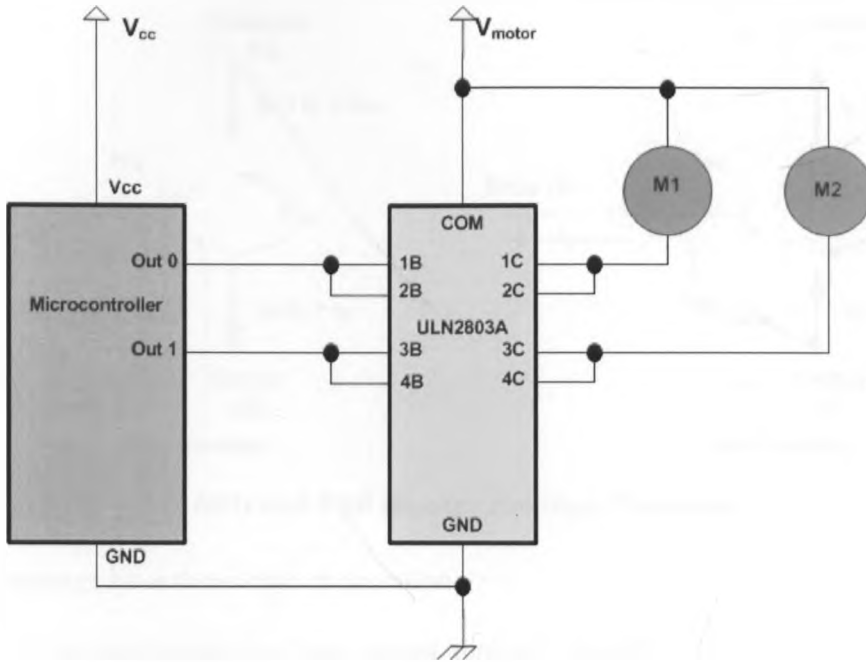 Vcc
Vmotor
Vcc
COM
M1
M2
Out 0
1B
1C
2B
2C
Microcontroller
ULN2803A
Out 1
3B
3C
4B
4C
GND
GND